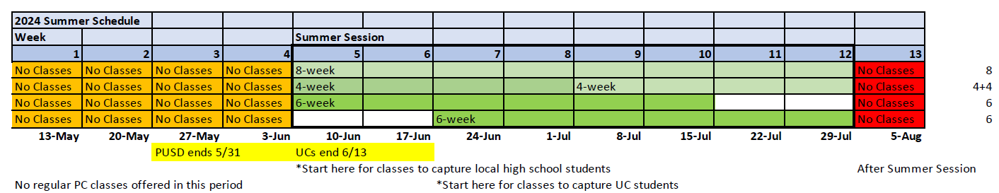 2024 Summer Schedule
Week Summer Session
1 2 3 4 5 6 7 8 9 10 11 12 13
No Classes No Classes No Classes No Classes 8-week No Classes 8
No Classes No Classes No Classes No Classes 4-week 4-week No Classes 4+4
No Classes No Classes No Classes No Classes 6-week No Classes 6
No Classes No Classes No Classes No Classes 6-week No Classes 6
13-May 20-May 27-May 3-Jun 10-Jun 17-Jun 24-Jun 1-Jul 8-Jul 15-Jul 22-Jul 29-Jul 5-Aug
PUSD ends 5/31 UCs end 6/13
*Start here for classes to capture local high school students After Summer Session
No regular PC classes offered in this period *Start here for classes to capture UC students